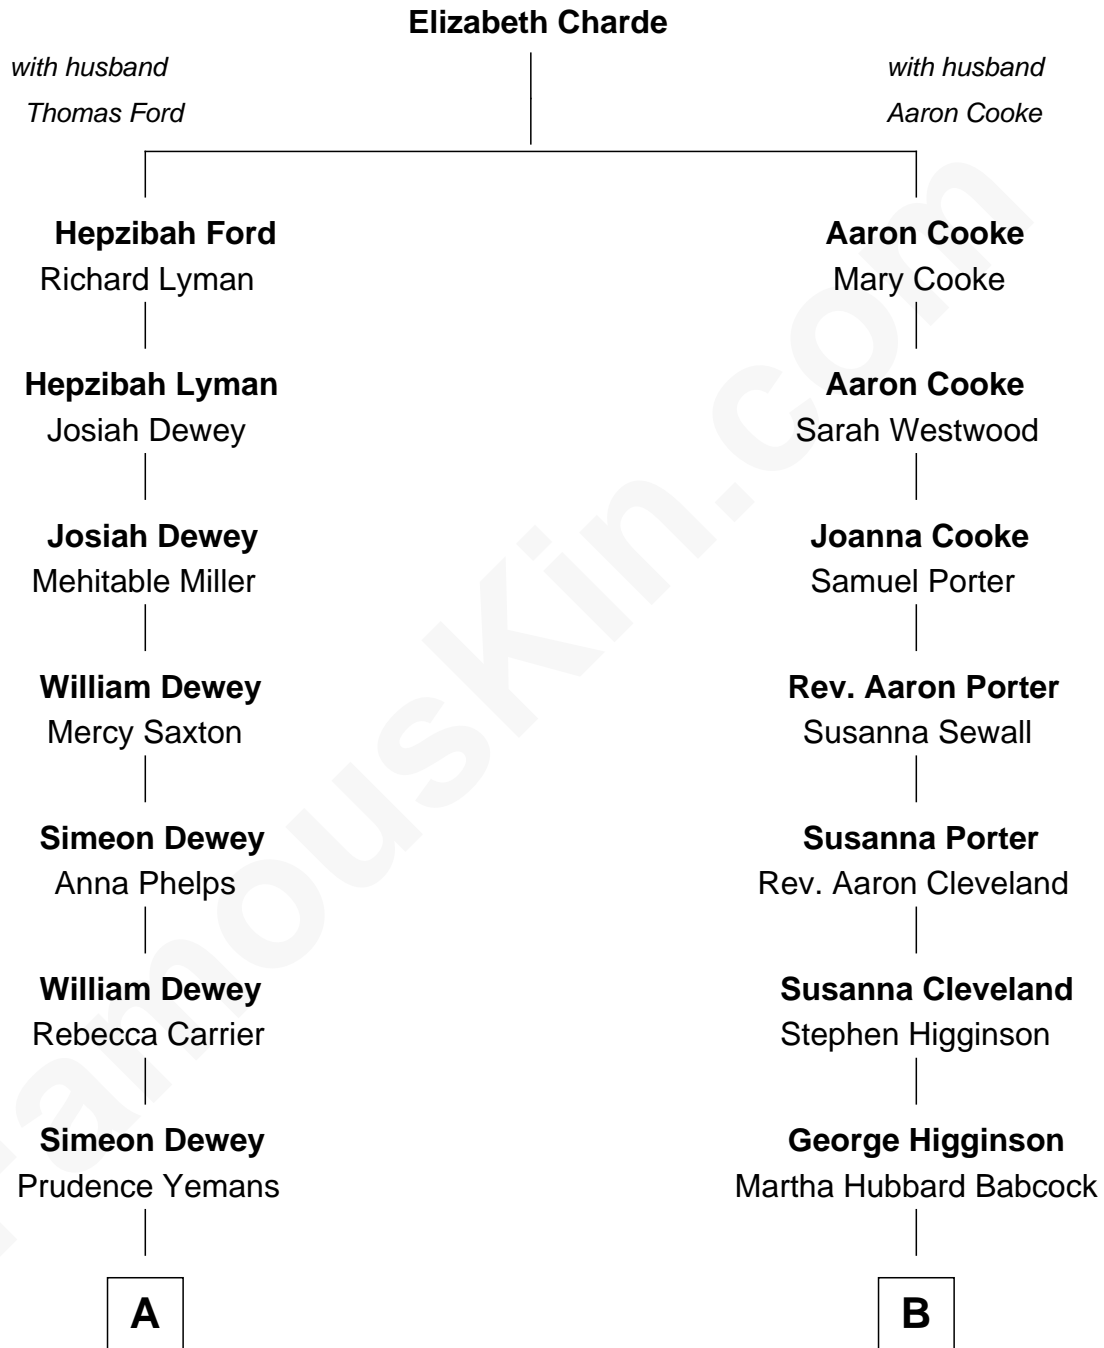 Elizabeth Charde
with husband
Thomas Ford
with husband
Aaron Cooke
Hepzibah Ford
Richard Lyman
Aaron Cooke
Mary Cooke
Hepzibah Lyman
Josiah Dewey
Aaron Cooke
Sarah Westwood
Josiah Dewey
Mehitable Miller
Joanna Cooke
Samuel Porter
William Dewey
Mercy Saxton
Rev. Aaron Porter
Susanna Sewall
Simeon Dewey
Anna Phelps
Susanna Porter
Rev. Aaron Cleveland
William Dewey
Rebecca Carrier
Susanna Cleveland
Stephen Higginson
Simeon Dewey
Prudence Yemans
George Higginson
Martha Hubbard Babcock
A
B
FamousKin.com